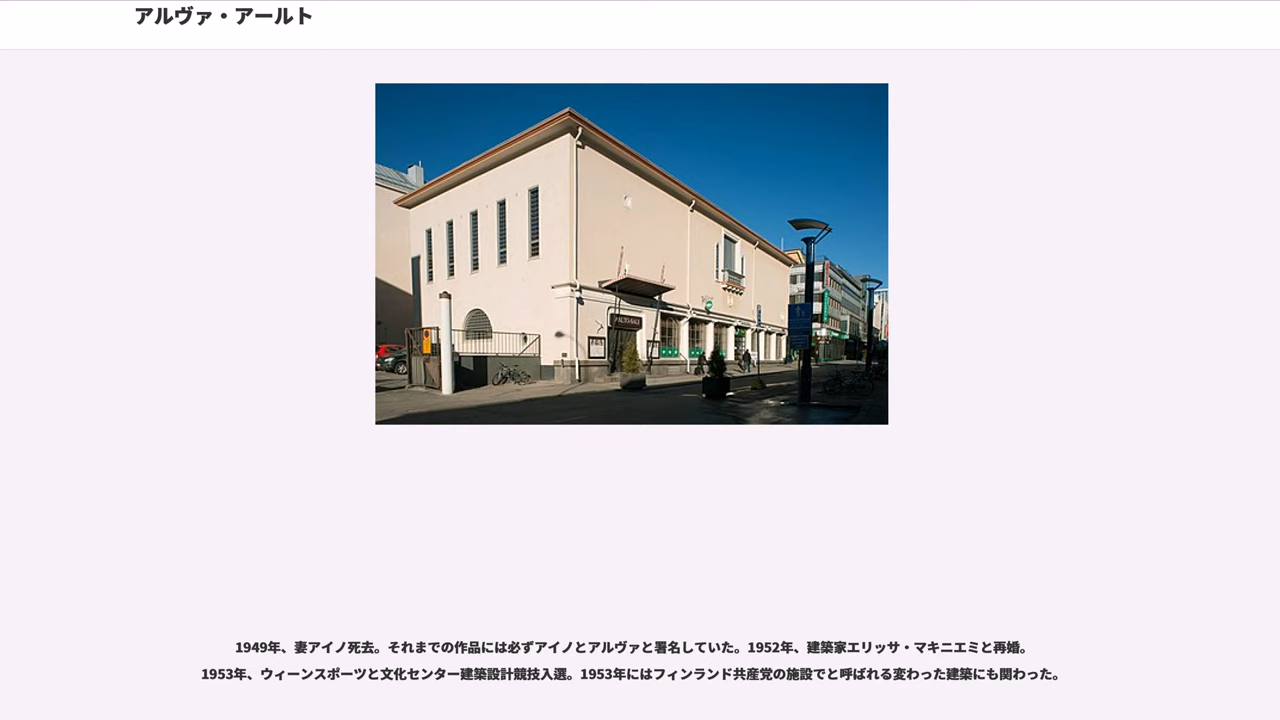 アルヴァ・アールト
1949年、妻アイノ死去。それまでの作品には必ずアイノとアルヴァと署名していた。1952年、建築家エリッサ・マキニエミと再婚。
1953年、ウィーンスポーツと文化センター建築設計競技入選。1953年にはフィンランド共産党の施設でと呼ばれる変わった建築にも関わった。